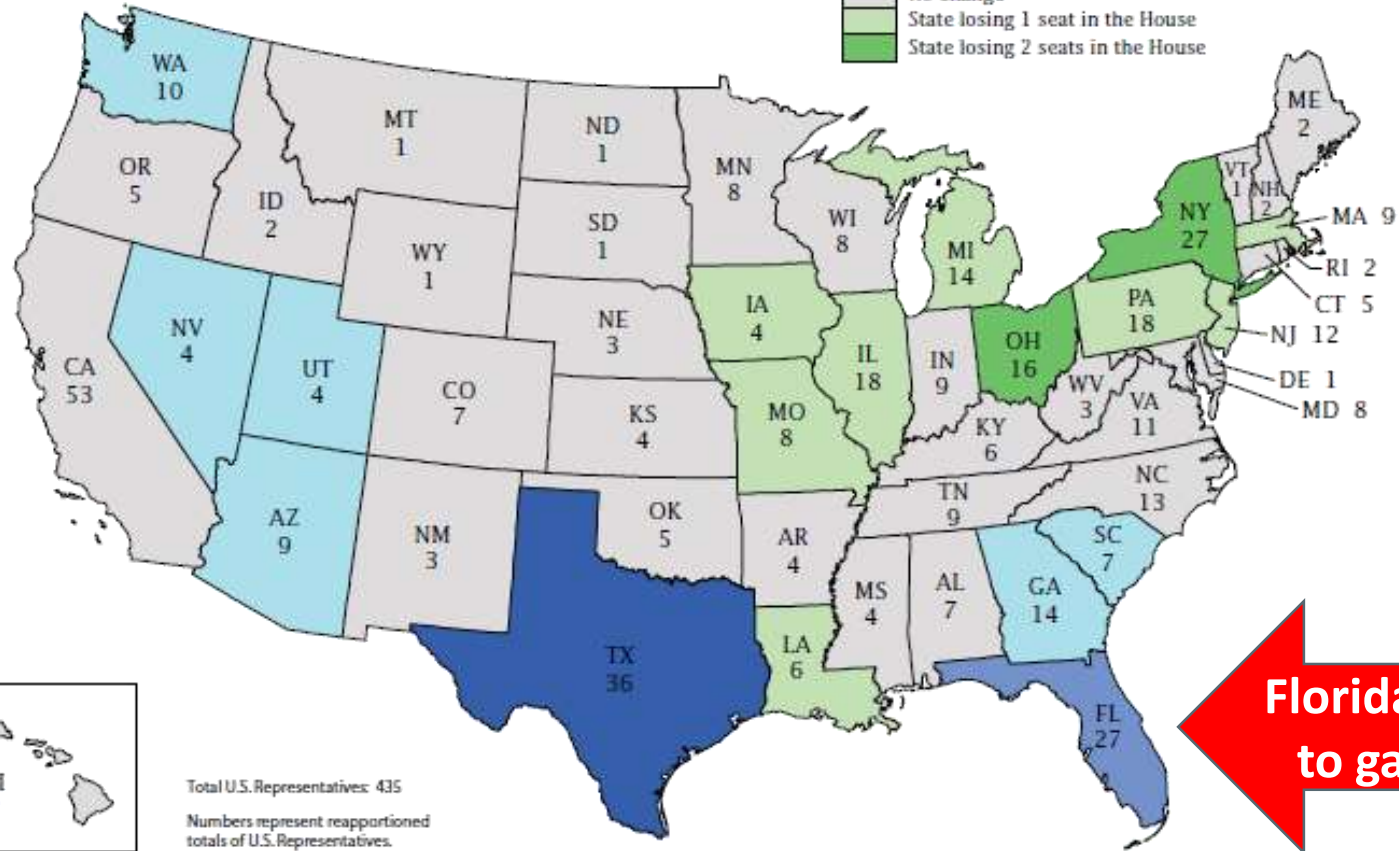 State losing 1 seat in the House
State losing 2 seats in the House
WA
10
MT
1
ND
1
MN
8
ME
2
OR
5
ID
2
SD
1
WI
8
VT
1
NH
2
NY
27
MA 9
MI
14
WY
1
RI 2
CT 5
IA
4
PA
18
NE
3
NJ 12
NV
4
UT
4
CA
53
CO
7
IL
18
IN
9
OH
16
DE 1
MD 8
WV
3
VA
11
KS
4
MO
8
KY
6
NC
13
TN
9
AZ
9
NM
3
OK
5
AR
4
SC
7
MS
4
AL
7
GA
14
TX
36
LA
6
FL
27
Florida
to ga
Total U.S. Representatives: 435
Numbers represent reapportioned
totals of U.S. Representatives.